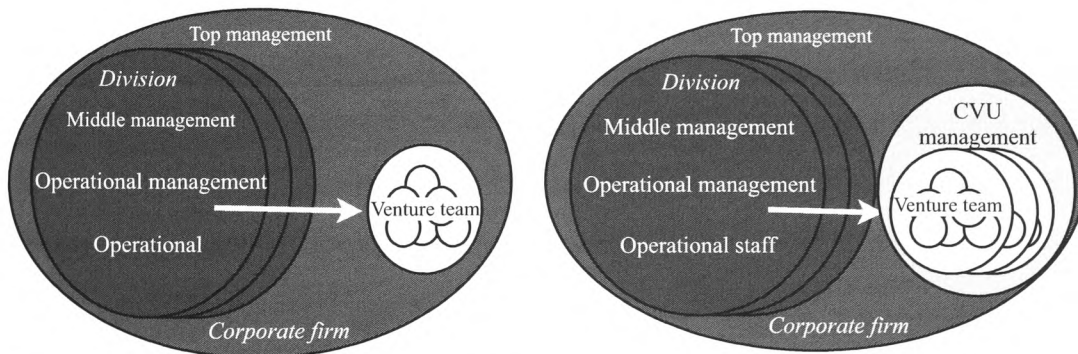 Top management
Division
Middle management
Operational management
Venture team
Operational
Corporate firm
Top management
Division
CVU
management
Middle management
Operational management
Venture team
Operational staff
Corporate firm